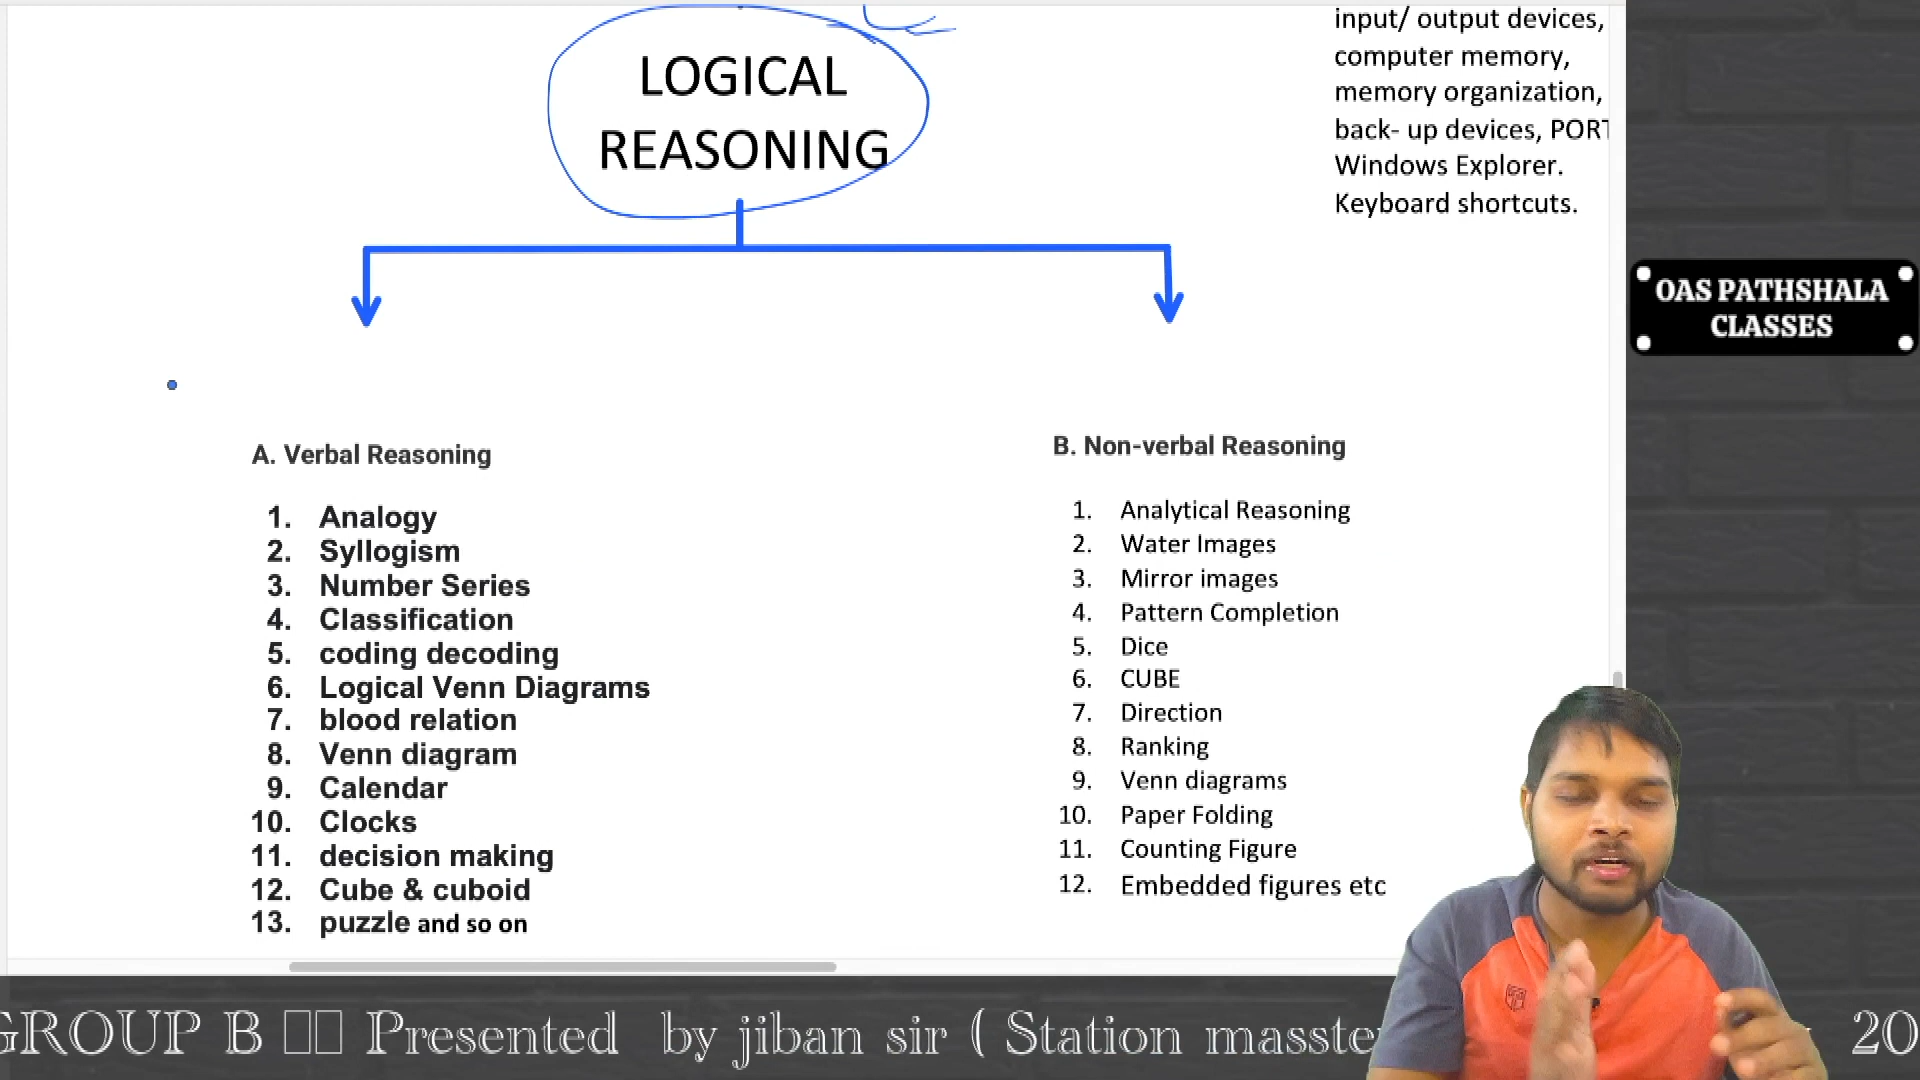 LOGICAL
REASONING
input/ output devices,
computer memory,
memory organization,
back- up devices, PORT
Windows Explorer.
Keyboard shortcuts.
OAS PATHSHALA
CLASSES
A. Verbal Reasoning
1. Analogy
2. Syllogism
3. Number Series
4. Classification
5. coding decoding
6. Logical Venn Diagrams
7. blood relation
8. Venn diagram
9. Calendar
10. Clocks
11. decision making
12. Cube & cuboid
13. puzzle and so on
B. Non-verbal Reasoning
1. Analytical Reasoning
2. Water Images
3. Mirror images
4. Pattern Completion
5. Dice
6. CUBE
7. Direction
8. Ranking
9. Venn diagrams
10. Paper Folding
11. Counting Figure
12. Embedded figures etc
GROUP B Presented by jiban sir ( Station masste 20